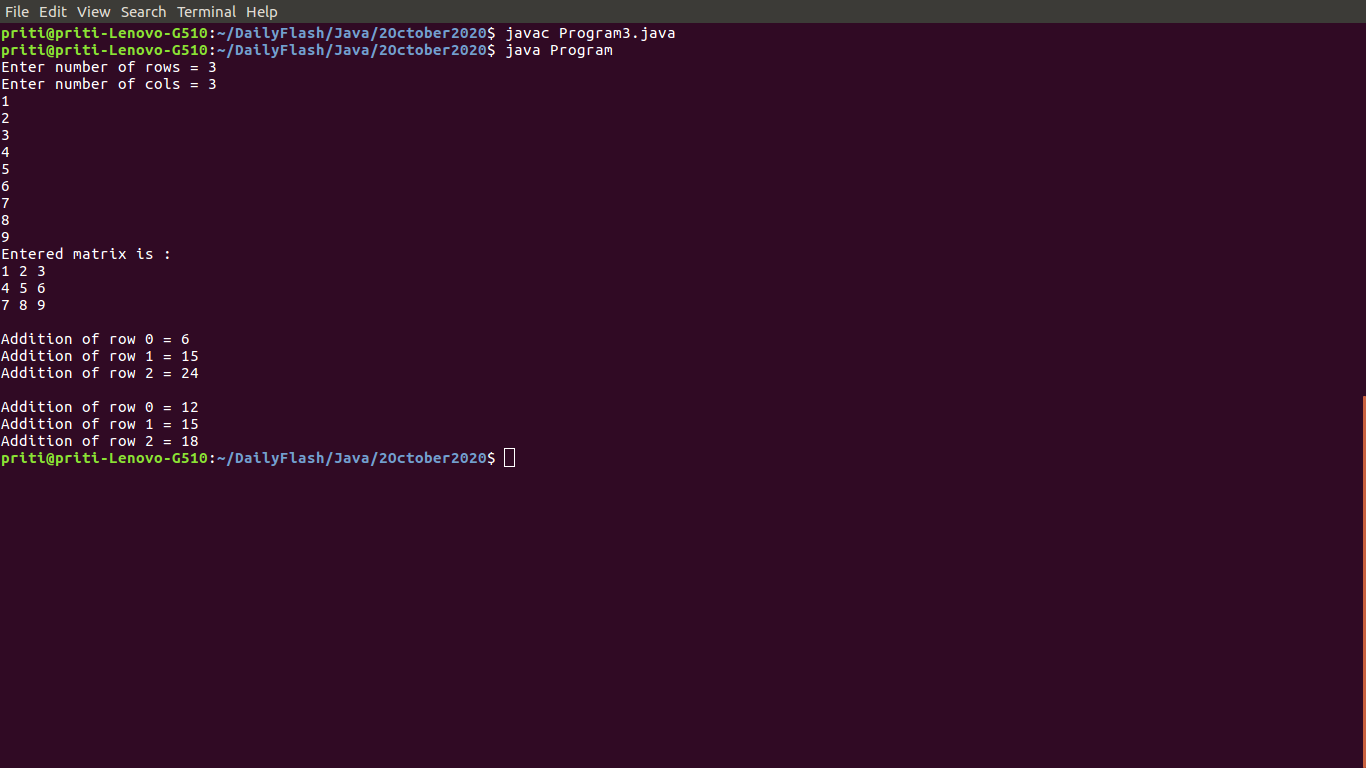 File Edit View Search Terminal Help
priti@priti-Lenovo-G510:~/DailyFlash/Java/2October2020$ javac Program3.java
priti@priti-Lenovo-G510:~/DailyFlash/Java/2October2020$ java Program
Enter number of rows = 3
Enter number of cols = 3
1
2
3
4
5
6
7
8
9
Entered matrix is :
1 2 3
4 5 6
7 8 9

Addition of row 0 = 6
Addition of row 1 = 15
Addition of row 2 = 24

Addition of row 0 = 12
Addition of row 1 = 15
Addition of row 2 = 18
priti@priti-Lenovo-G510:~/DailyFlash/Java/2October2020$